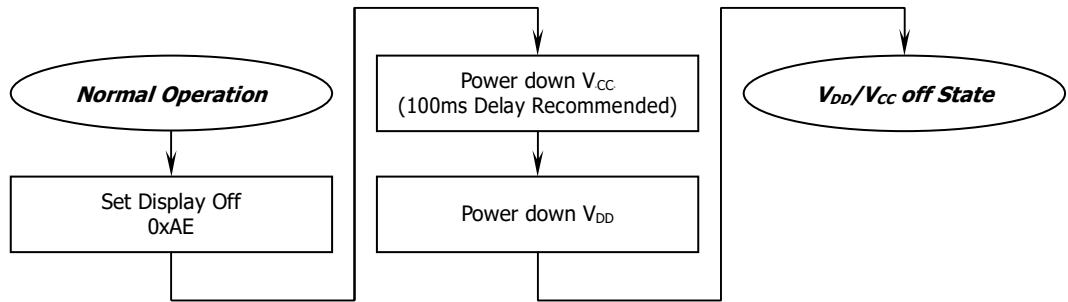 Normal Operation
Set Display Off
0xAE
Power down VCC
(100ms Delay Recommended)
Power down VDD
VDD/VCC off State